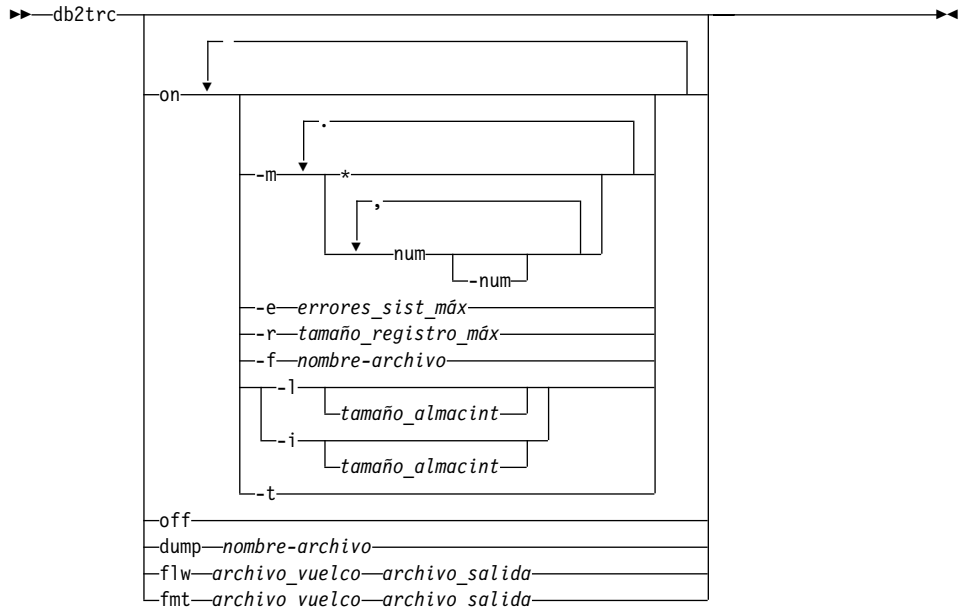 db2trc
on
.
-m *
,
num
-num
-e errores_sist_máx
-r tamaño_registro_máx
-f nombre-archivo
-l
tamaño_almacint
-i
tamaño_almacint
-t
off
dump nombre-archivo
flw archivo_vuelco archivo_salida
fmt archivo_vuelco archivo_salida